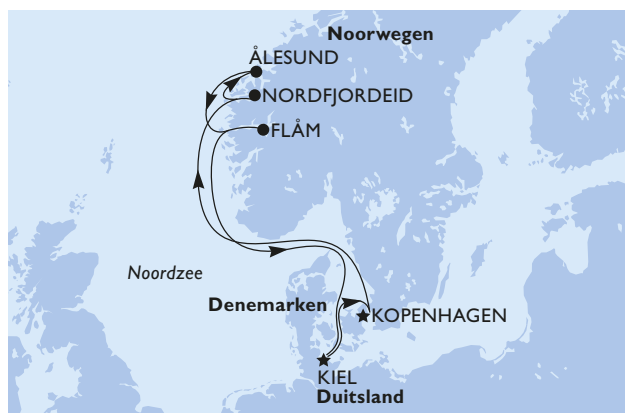 Noorwegen
ÅLESUND
NORDFJORDEID
FLÅM
Noordzee
Denemarken
KOPENHAGEN
KIEL
Duitsland